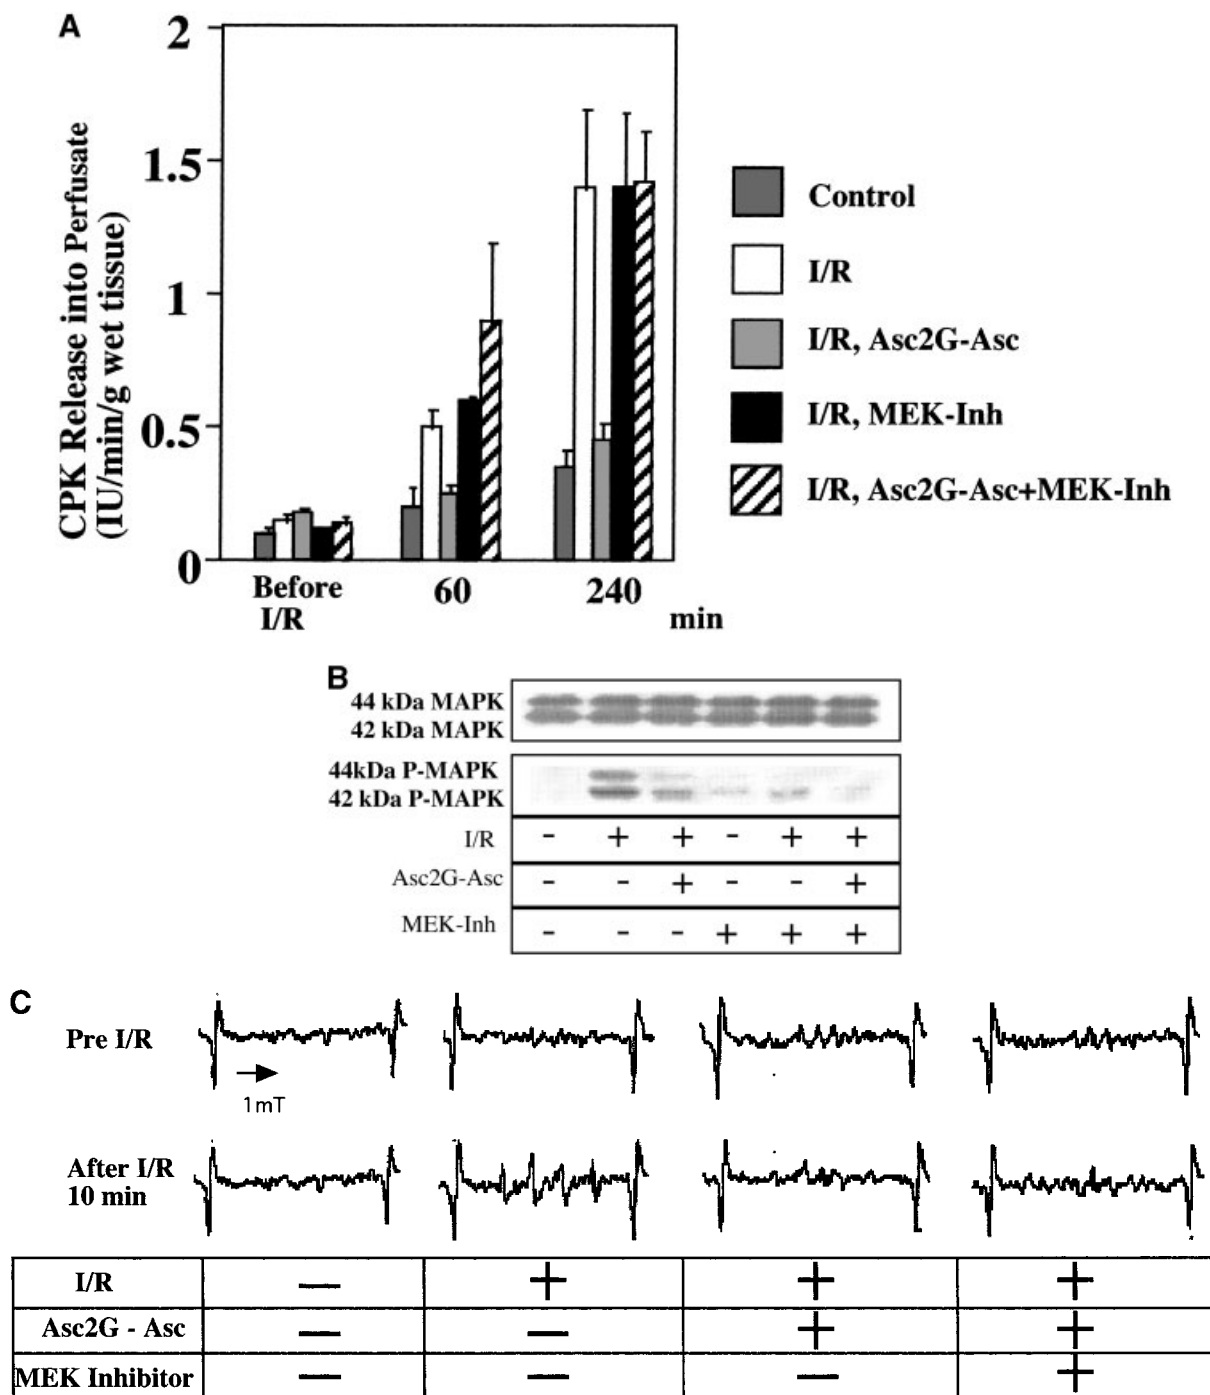 A
2
1.5
1
0.5
0
CPK Release into Perfusate
(IU/min/g wet tissue)
Before
I/R
60
240
min
Control
I/R
I/R, Asc2G-Asc
I/R, MEK-Inh
I/R, Asc2G-Asc+MEK-Inh
B
44 kDa MAPK
42 kDa MAPK
44kDa P-MAPK
42 kDa P-MAPK
I/R - + + - + +
Asc2G-Asc - - + - - +
MEK-Inh - - - + + +
C
Pre I/R
1mT
After I/R
10 min
I/R — + + +
Asc2G - Asc — — + +
MEK Inhibitor — — — +